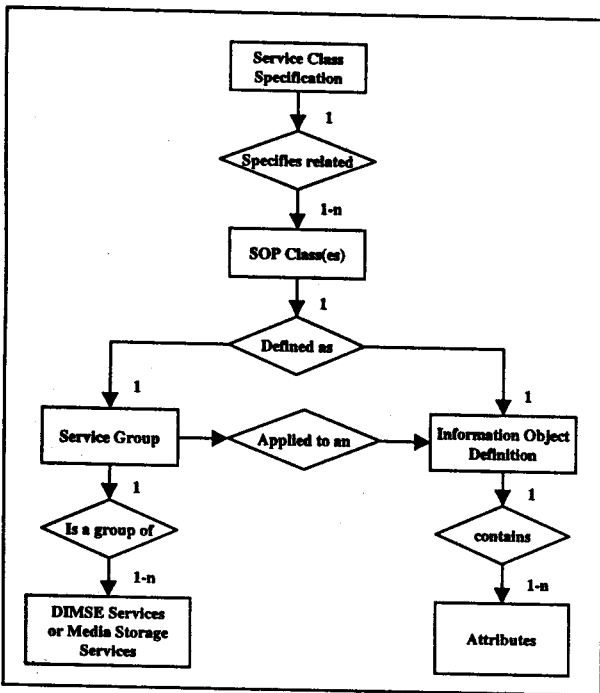 Service Class
Specification
1
Specifies related
1-n
SOP Class(es)
1
Defined as
1
1
Service Group
Applied to an
Information Object
Definition
1
1
Is a group of
contains
1-n
1-n
DIMSE Services
or Media Storage
Services
Attributes